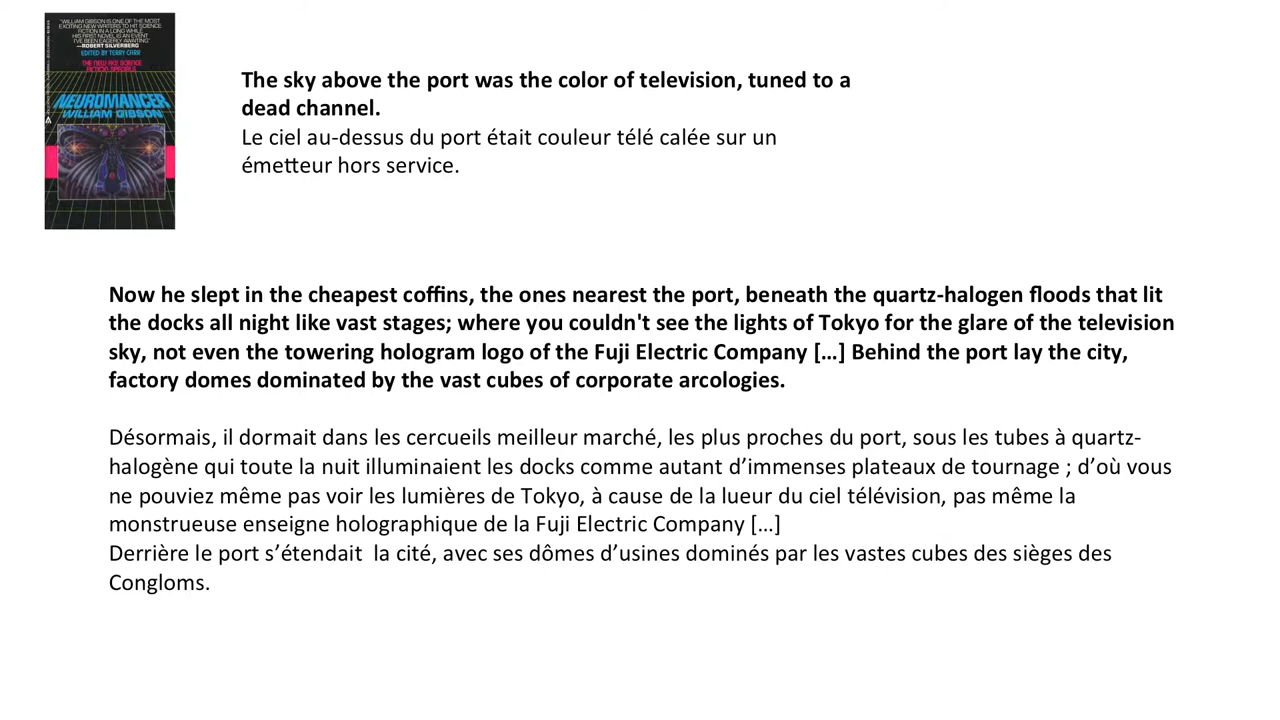 "WILLIAM GIBSON IS ONE OF THE MOST
EXCITING NEW WRITERS TO HIT SCIENCE
FICTION IN A LONG WHILE
HIS FIRST NOVEL IS AN EVENT
I'VE BEEN EAGERLY AWAITING"
—ROBERT SILVERBERG
EDITED BY TERRY CARR
THE NEW ACE SCIENCE
FICTION SPECIALS
NEUROMANCER
WILLIAM GIBSON
The sky above the port was the color of television, tuned to a
dead channel.
Le ciel au-dessus du port était couleur télé calée sur un
émetteur hors service.
Now he slept in the cheapest coffins, the ones nearest the port, beneath the quartz-halogen floods that lit
the docks all night like vast stages; where you couldn't see the lights of Tokyo for the glare of the television
sky, not even the towering hologram logo of the Fuji Electric Company […] Behind the port lay the city,
factory domes dominated by the vast cubes of corporate arcologies.
Désormais, il dormait dans les cercueils meilleur marché, les plus proches du port, sous les tubes à quartz-
halogène qui toute la nuit illuminaient les docks comme autant d’immenses plateaux de tournage ; d’où vous
ne pouviez même pas voir les lumières de Tokyo, à cause de la lueur du ciel télévision, pas même la
monstrueuse enseigne holographique de la Fuji Electric Company […]
Derrière le port s’étendait la cité, avec ses dômes d’usines dominés par les vastes cubes des sièges des
Congloms.